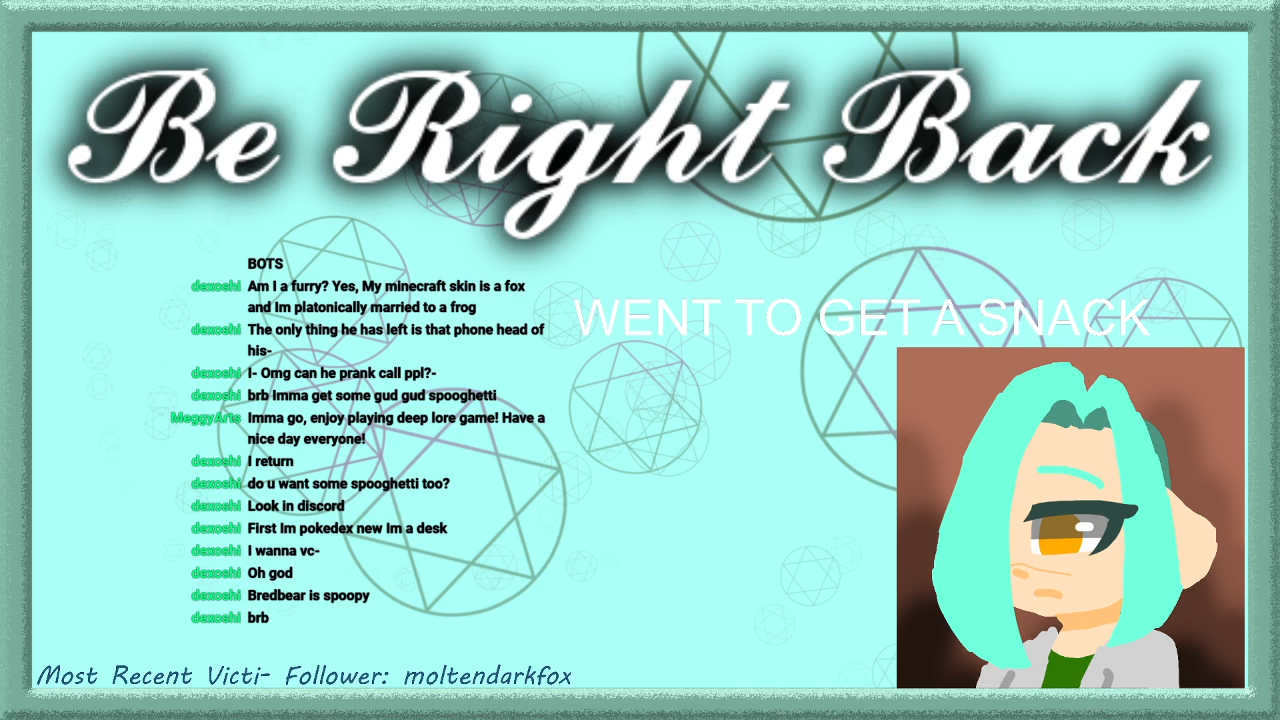 Be Right Back
BOTS
dexoshi Am I a furry? Yes, My minecraft skin is a fox
and Im platonically married to a frog
dexoshi The only thing he has left is that phone head of
his-
dexoshi I- Omg can he prank call ppl?-
dexoshi brb Imma get some gud gud spooghetti
MeggyArts Imma go, enjoy playing deep lore game! Have a
nice day everyone!
dexoshi I return
dexoshi do u want some spooghetti too?
dexoshi Look in discord
dexoshi First Im pokedex new Im a desk
dexoshi I wanna vc-
dexoshi Oh god
dexoshi Bredbear is spoopy
dexoshi brb
WENT TO GET A SNACK
Most Recent Victi- Follower: moltendarkfox